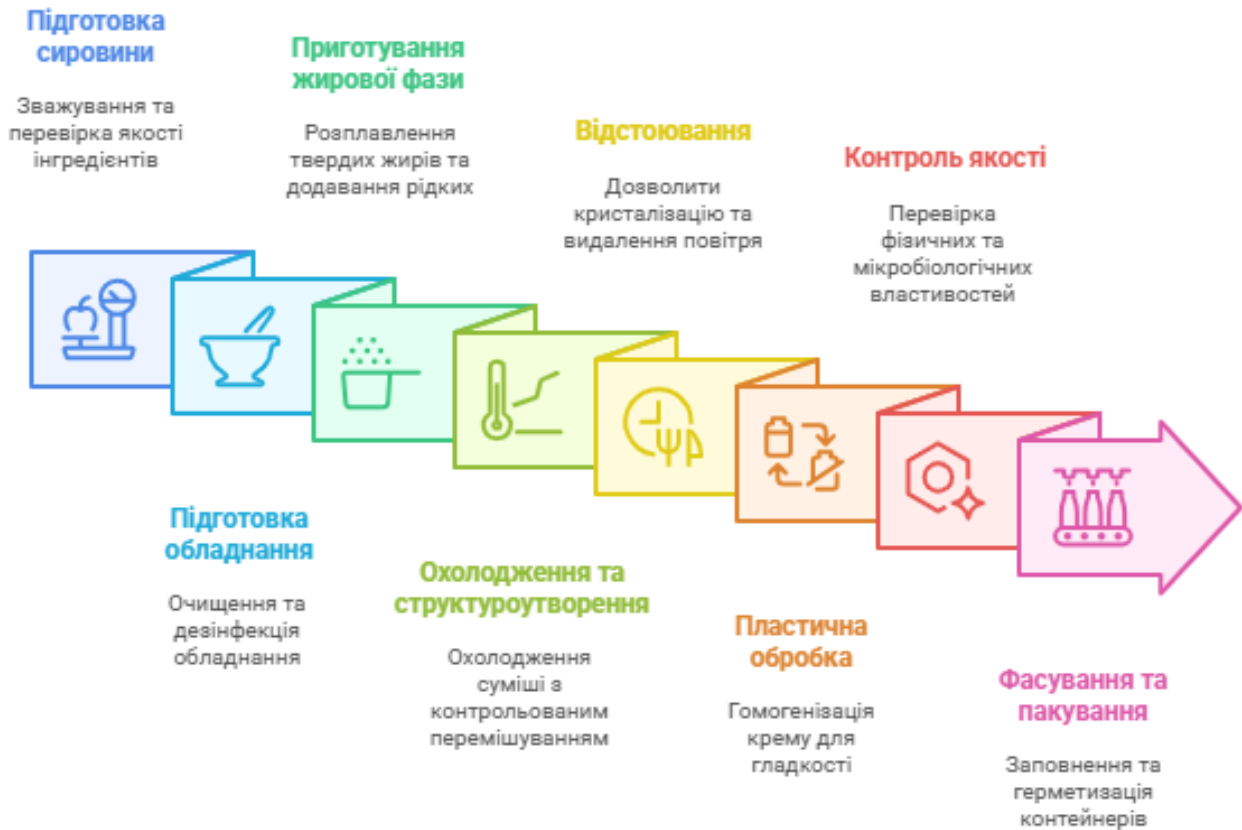 Підготовка
сировини
Зважування та
перевірка якості
інгредієнтів
Підготовка
обладнання
Очищення та
дезінфекція
обладнання
Приготування
жирової фази
Розплавлення
твердих жирів та
додавання рідких
Охолодження та
структуроутворення
Охолодження
суміші з
контрольованим
перемішуванням
Відстоювання
Дозволити
кристалізацію та
видалення повітря
Пластична
обробка
Гомогенізація
крему для
гладкості
Контроль якості
Перевірка
фізичних та
мікробіологічних
властивостей
Фасування та
пакування
Заповнення та
герметизація
контейнерів